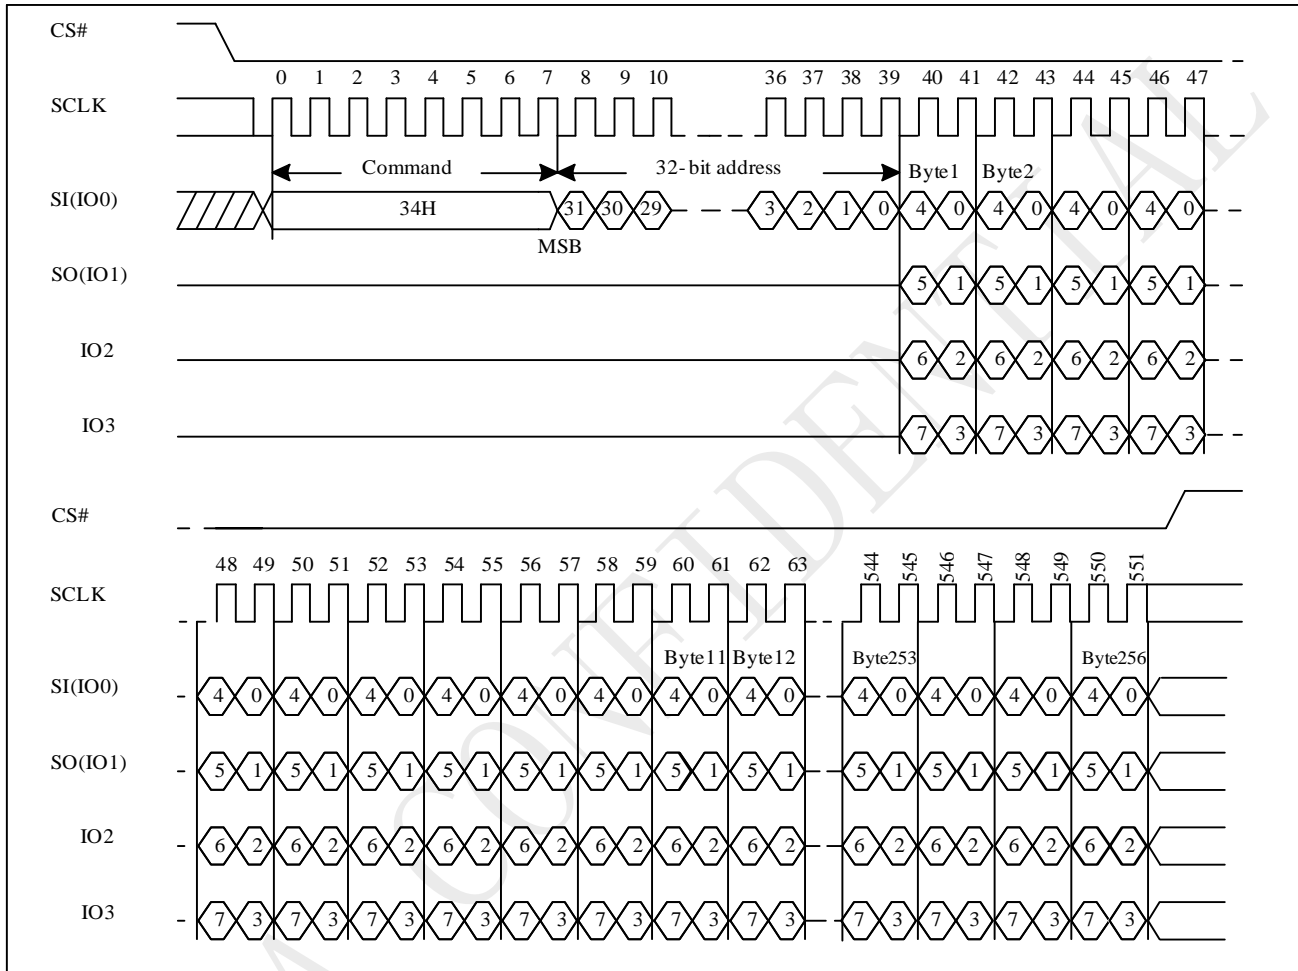 CS#
0 1 2 3 4 5 6 7 8 9 10 36 37 38 39 40 41 42 43 44 45 46 47
SCLK
Command 32-bit address Byte1 Byte2
SI(IO0) 34H 31 30 29 3 2 1 0 4 0 4 0 4 0 4 0
MSB
SO(IO1) 5 1 5 1 5 1 5 1
IO2 6 2 6 2 6 2 6 2
IO3 7 3 7 3 7 3 7 3
CS#
48 49 50 51 52 53 54 55 56 57 58 59 60 61 62 63 544 545 546 547 548 549 550 551
SCLK
Byte11 Byte12 Byte253 Byte256
SI(IO0) 4 0 4 0 4 0 4 0 4 0 4 0 4 0 4 0 4 0 4 0 4 0 4 0
SO(IO1) 5 1 5 1 5 1 5 1 5 1 5 1 5 1 5 1 5 1 5 1 5 1 5 1
IO2 6 2 6 2 6 2 6 2 6 2 6 2 6 2 6 2 6 2 6 2 6 2 6 2
IO3 7 3 7 3 7 3 7 3 7 3 7 3 7 3 7 3 7 3 7 3 7 3 7 3
CONFIDENTIAL